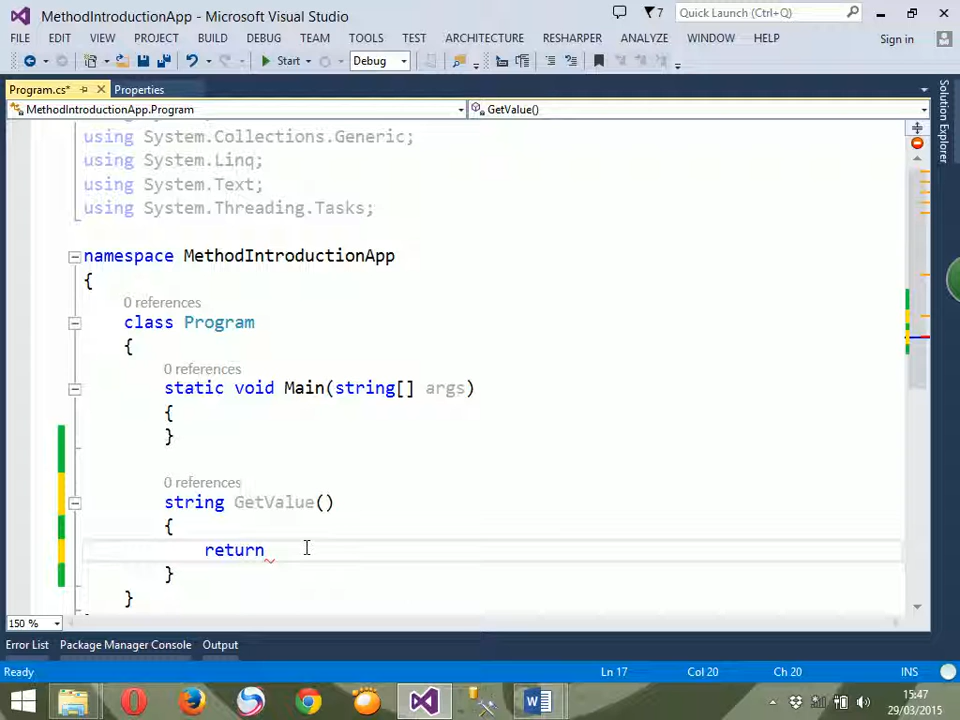 MethodIntroductionApp - Microsoft Visual Studio
7
Quick Launch (Ctrl+Q)
FILE EDIT VIEW PROJECT BUILD DEBUG TEAM TOOLS TEST ARCHITECTURE RESHARPER ANALYZE WINDOW HELP
Sign in
Start
Debug
Program.cs*
Properties
MethodIntroductionApp.Program
GetValue()
Solution Explorer
using System.Collections.Generic;
using System.Linq;
using System.Text;
using System.Threading.Tasks;
namespace MethodIntroductionApp
{
0 references
class Program
{
0 references
static void Main(string[] args)
{
}
0 references
string GetValue()
{
return
}
}
150 %
Error List Package Manager Console Output
Ready
Ln 17
Col 20
Ch 20
INS
15:47
29/03/2015